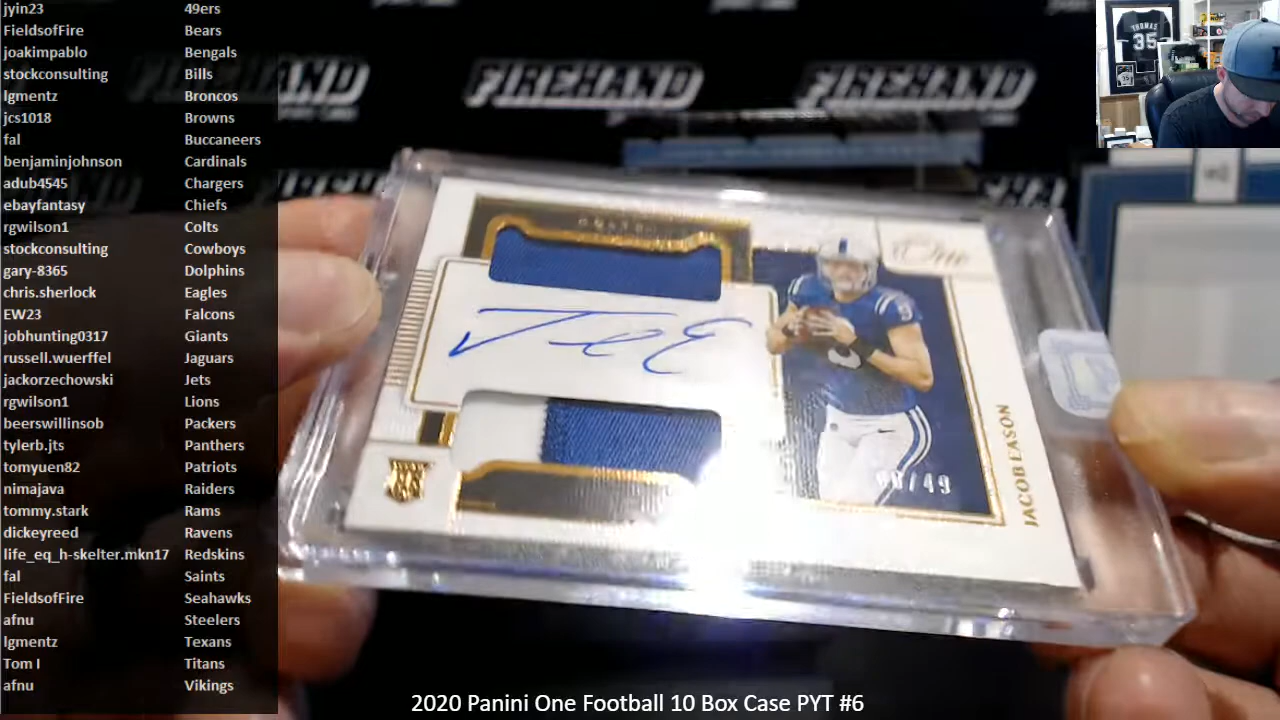 jyin23 49ers
FieldsofFire Bears
joakimpablo Bengals
stockconsulting Bills
lgmentz Broncos
jcs1018 Browns
fal Buccaneers
benjaminjohnson Cardinals
adub4545 Chargers
ebayfantasy Chiefs
rgwilson1 Colts
stockconsulting Cowboys
gary-8365 Dolphins
chris.sherlock Eagles
EW23 Falcons
jobhunting0317 Giants
russell.wuerffel Jaguars
jackorzechowski Jets
rgwilson1 Lions
beerswillinsob Packers
tylerb.jts Panthers
tomyuen82 Patriots
nimajava Raiders
tommy.stark Rams
dickeyreed Ravens
life_eq_h-skelter.mkn17 Redskins
fal Saints
FieldsofFire Seahawks
afnu Steelers
lgmentz Texans
Tom I Titans
afnu Vikings
FIREHAND FIREHAND
THOMAS
35
One
JACOB EASON
/49
2020 Panini One Football 10 Box Case PYT #6